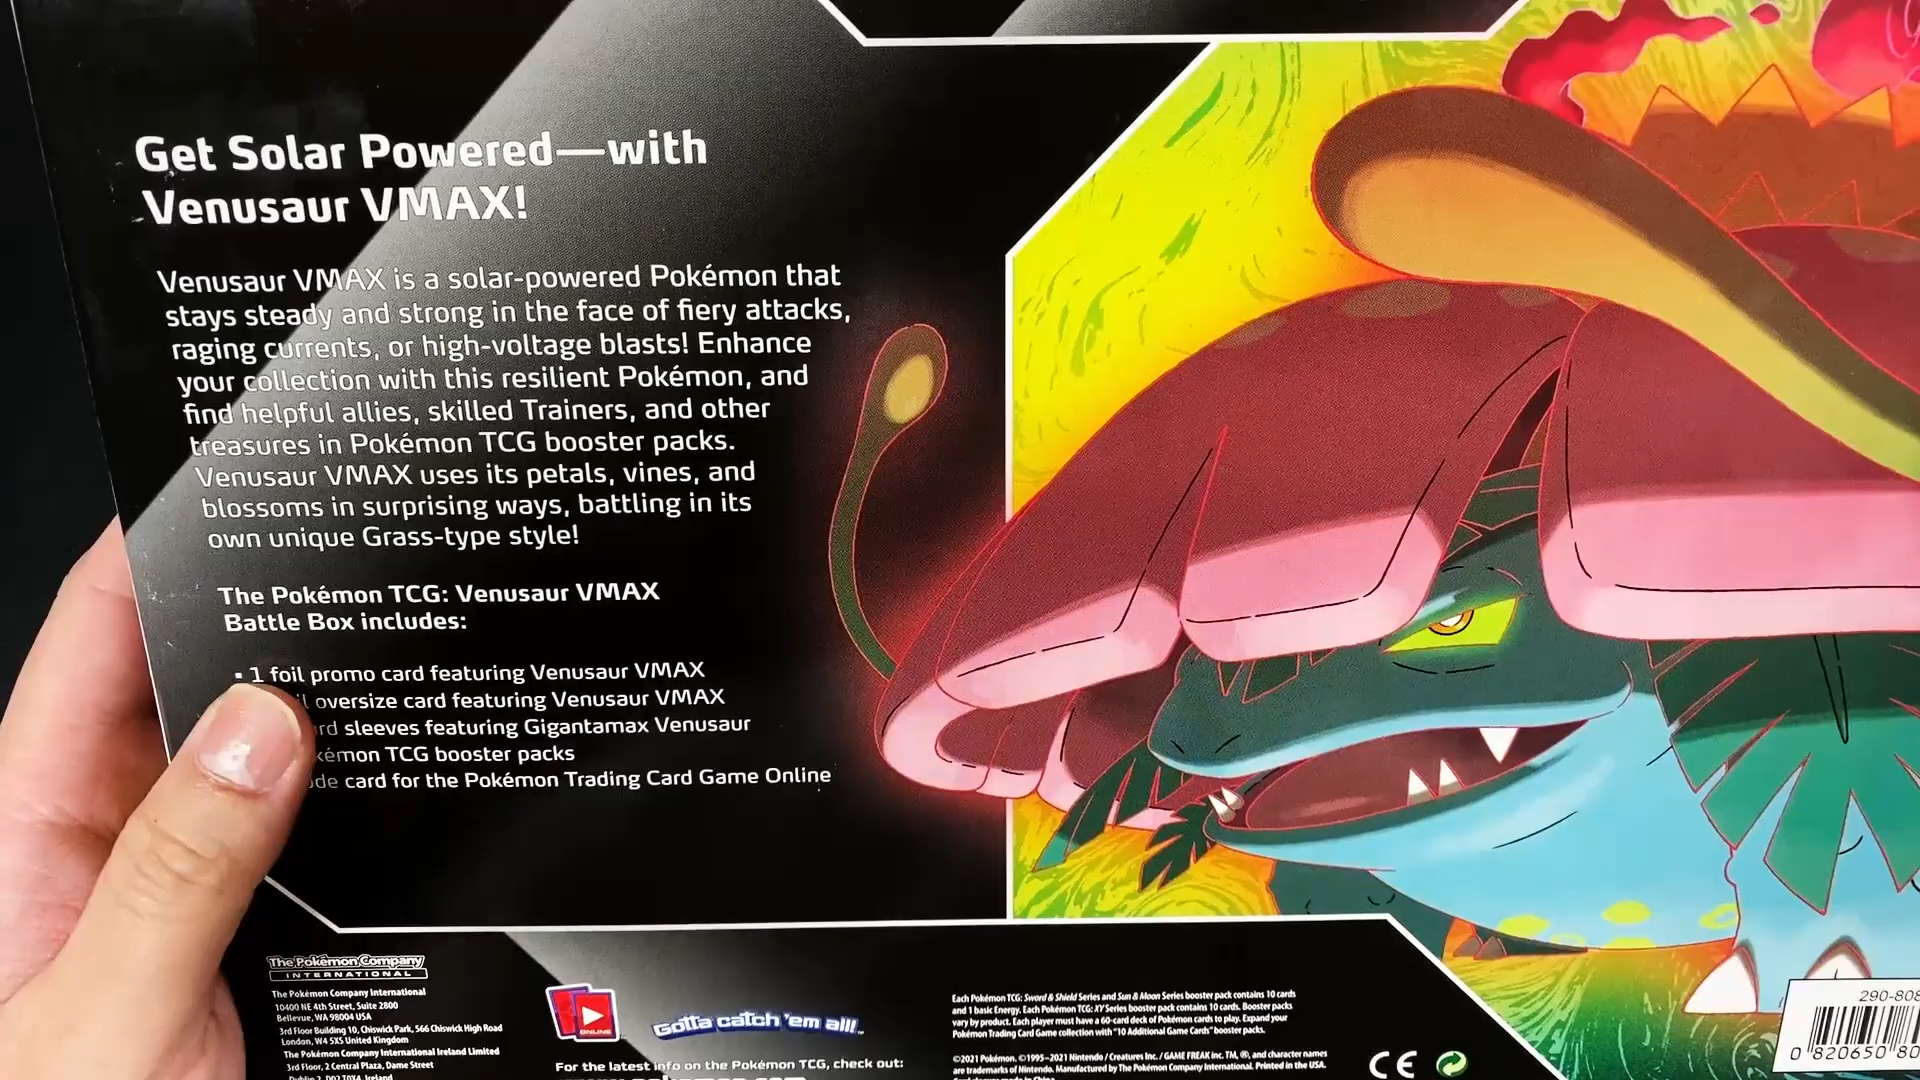 Get Solar Powered—with
Venusaur VMAX!
Venusaur VMAX is a solar-powered Pokémon that
stays steady and strong in the face of fiery attacks,
raging currents, or high-voltage blasts! Enhance
your collection with this resilient Pokémon, and
find helpful allies, skilled Trainers, and other
treasures in Pokémon TCG booster packs.
Venusaur VMAX uses its petals, vines, and
blossoms in surprising ways, battling in its
own unique Grass-type style!
The Pokémon TCG: Venusaur VMAX
Battle Box includes:
▪ 1 foil promo card featuring Venusaur VMAX
oversize card featuring Venusaur VMAX
sleeves featuring Gigantamax Venusaur
TCG booster packs
card for the Pokémon Trading Card Game Online
The Pokémon Company
INTERNATIONAL
The Pokémon Company International
10400 NE 4th Street, Suite 2800
Bellevue, WA 98004 USA
3rd Floor Building 10, Chiswick Park, 566 Chiswick High Road
London, W4 5XS United Kingdom
The Pokémon Company International Ireland Limited
3rd Floor, 2 Central Plaza, Dame Street
Dublin 2, D02 T0X4, Ireland
ONLINE
Gotta catch 'em all!™
For the latest info on the Pokémon TCG, check out:
Each Pokémon TCG: Sword & Shield Series and Sun & Moon Series booster pack contains 10 cards
and 1 basic Energy. Each Pokémon TCG: XY Series booster pack contains 10 cards. Booster packs
vary by product. Each player must have a 60-card deck of Pokémon cards to play. Expand your
Pokémon Trading Card Game collection with "10 Additional Game Cards" booster packs.
©2021 Pokémon. ©1995–2021 Nintendo / Creatures Inc. / GAME FREAK inc. TM, ®, and character names
are trademarks of Nintendo. Manufactured by The Pokémon Company International. Printed in the USA.
CE
290-808
0 820650 80